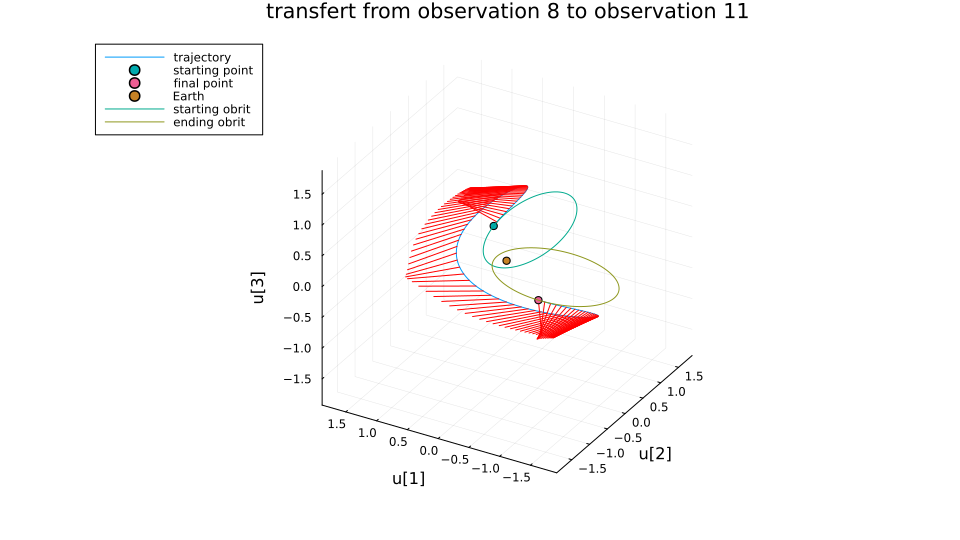 transfert from observation 8 to observation 11
trajectory
starting point
final point
Earth
starting obrit
ending obrit
u[3]
1.5
1.0
0.5
0.0
−0.5
−1.0
−1.5
1.5
1.0
0.5
0.0
−0.5
−1.0
−1.5
u[1]
1.5
1.0
0.5
0.0
−0.5
−1.0
−1.5
u[2]